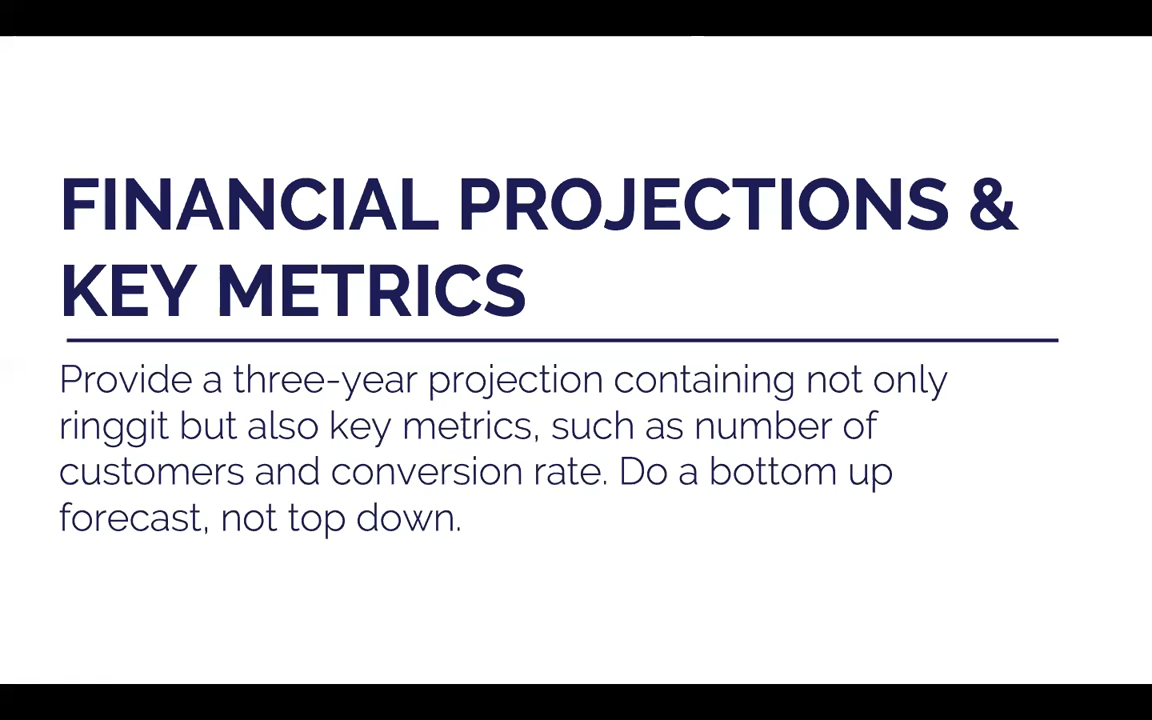 FINANCIAL PROJECTIONS &
KEY METRICS
Provide a three-year projection containing not only
ringgit but also key metrics, such as number of
customers and conversion rate. Do a bottom up
forecast, not top down.